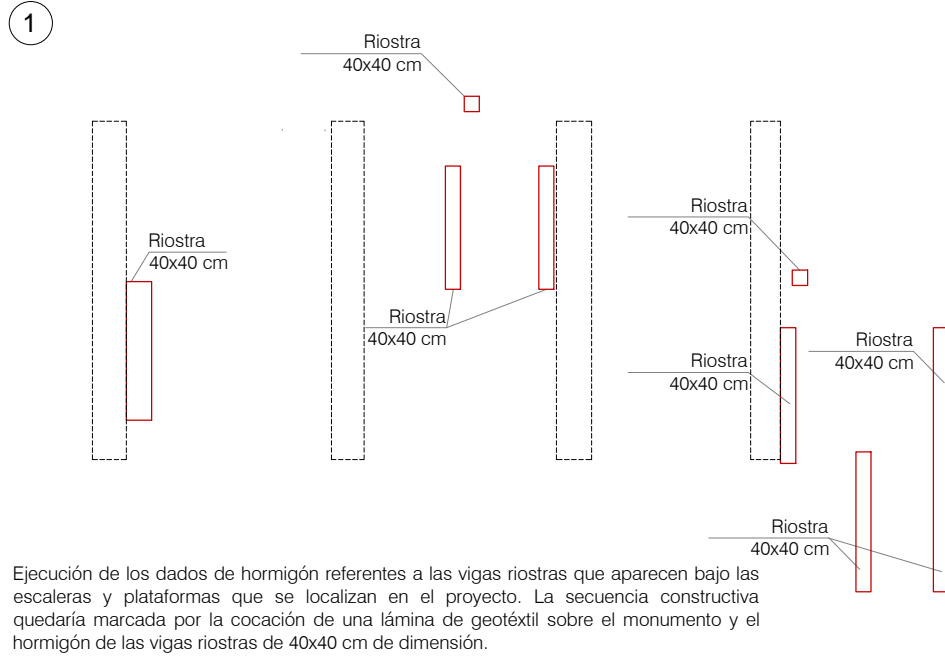 1
Riostra
40x40 cm
Riostra
40x40 cm
Riostra
40x40 cm
Riostra
40x40 cm
Riostra
40x40 cm
Riostra
40x40 cm
Riostra
40x40 cm
Ejecución de los dados de hormigón referentes a las vigas riostras que aparecen bajo las
escaleras y plataformas que se localizan en el proyecto. La secuencia constructiva
quedaría marcada por la cocación de una lámina de geotéxtil sobre el monumento y el
hormigón de las vigas riostras de 40x40 cm de dimensión.